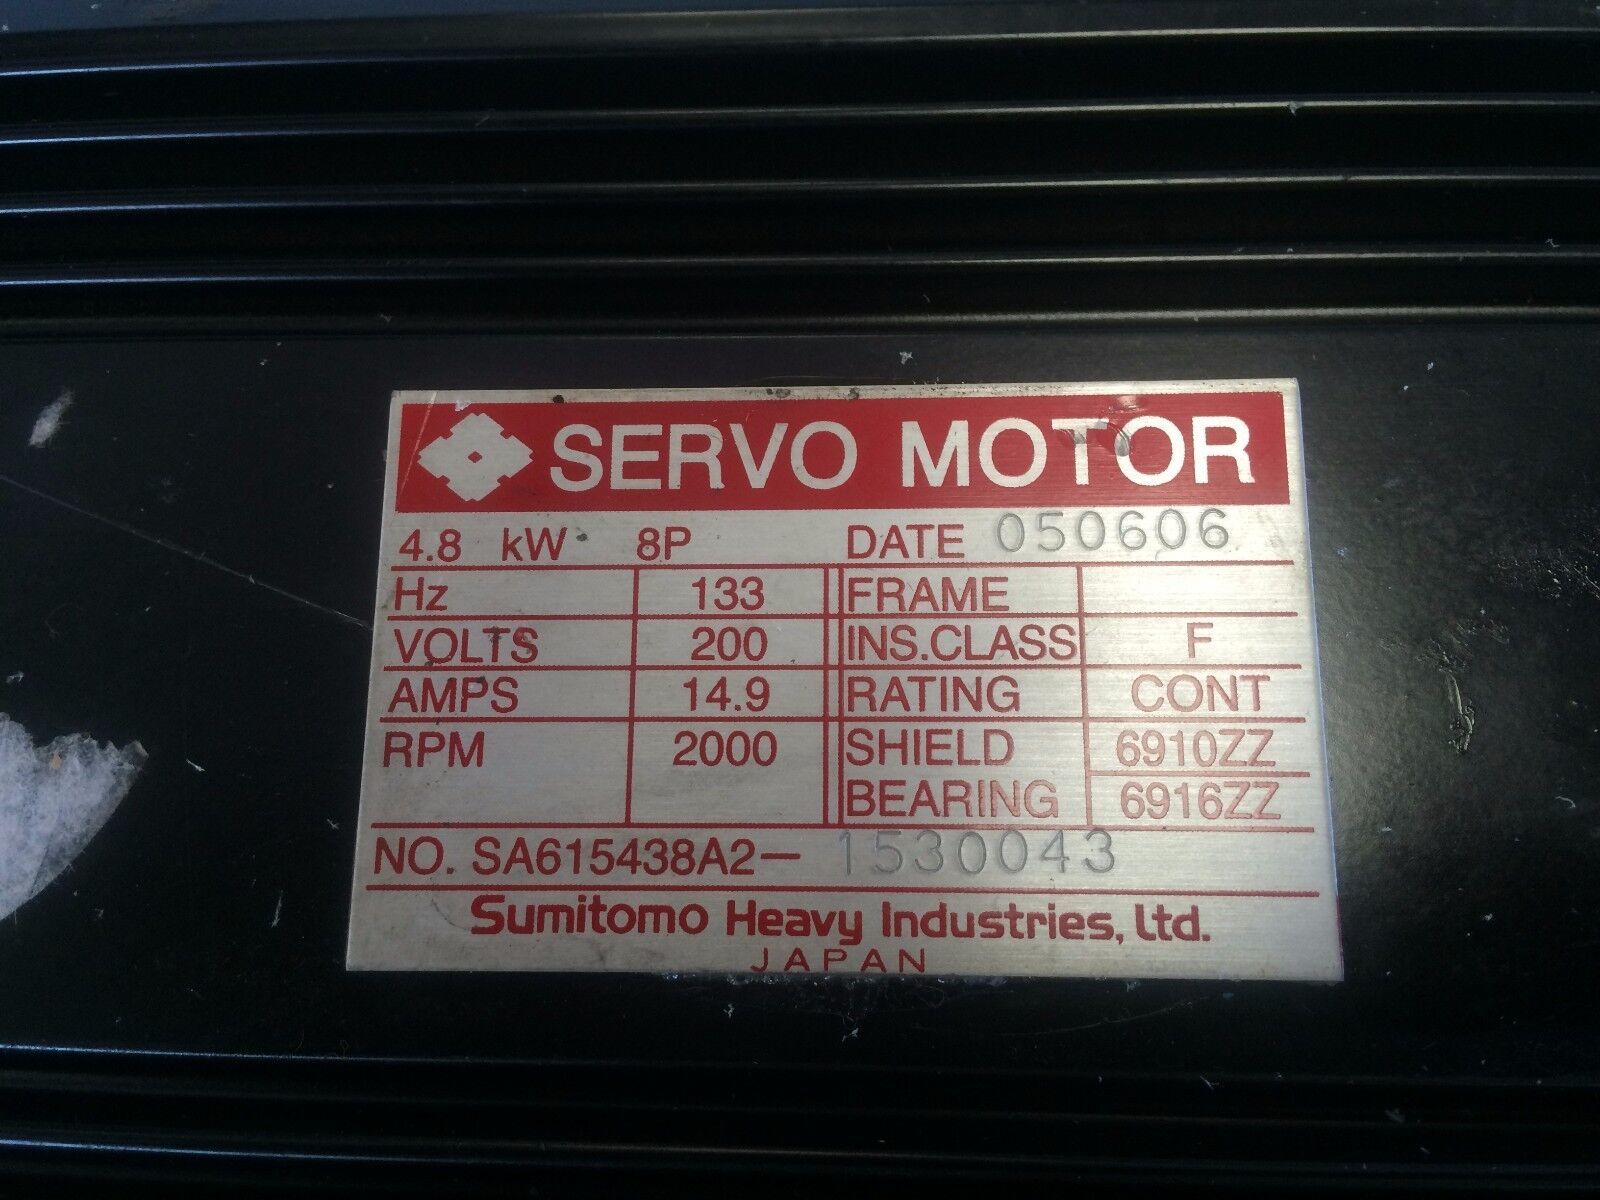 SERVO MOTOR
4.8 kW 8P DATE 050606
Hz 133 FRAME
VOLTS 200 INS.CLASS F
AMPS 14.9 RATING CONT
RPM 2000 SHIELD 6910ZZ
BEARING 6916ZZ
NO. SA615438A2- 1530043
Sumitomo Heavy Industries, Ltd.
JAPAN